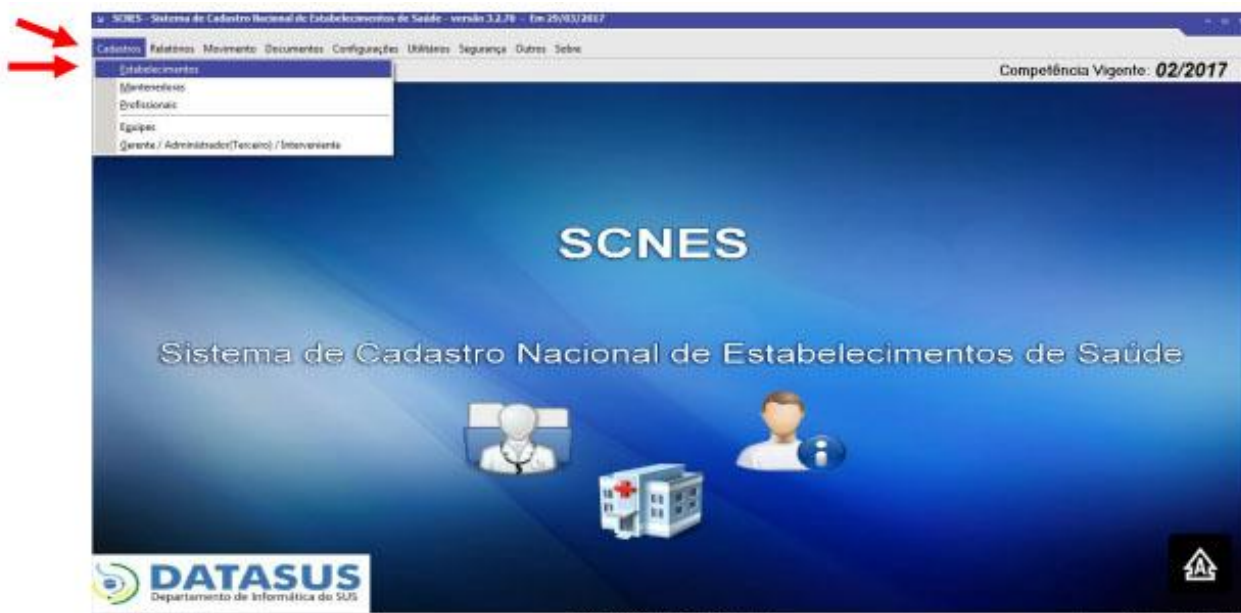 SCNES - Sistema de Cadastro Nacional de Estabelecimentos de Saúde - versão 3.2.70 - Em 29/03/2017
Cadastros Relatórios Movimento Documentos Configurações Utilitários Segurança Outros Sobre
Estabelecimentos
Competência Vigente: 02/2017
Mantenedoras
Profissionais
Equipes
Gerente / Administrador(Terceiro) / Interveniente
SCNES
Sistema de Cadastro Nacional de Estabelecimentos de Saúde
DATASUS
Departamento de Informática do SUS
A